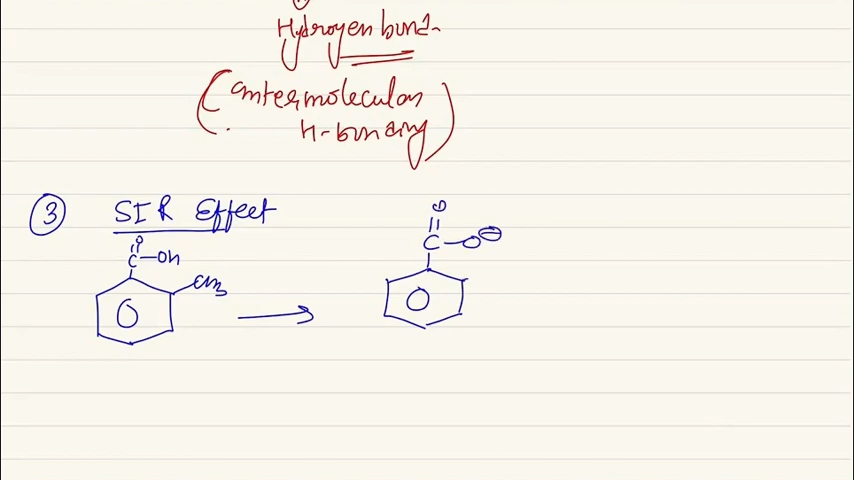 Hydrogen bond
(intermolecular
H-bonding)
③ SIR Effect
O
C-OH
CH3
O
C-O⊖